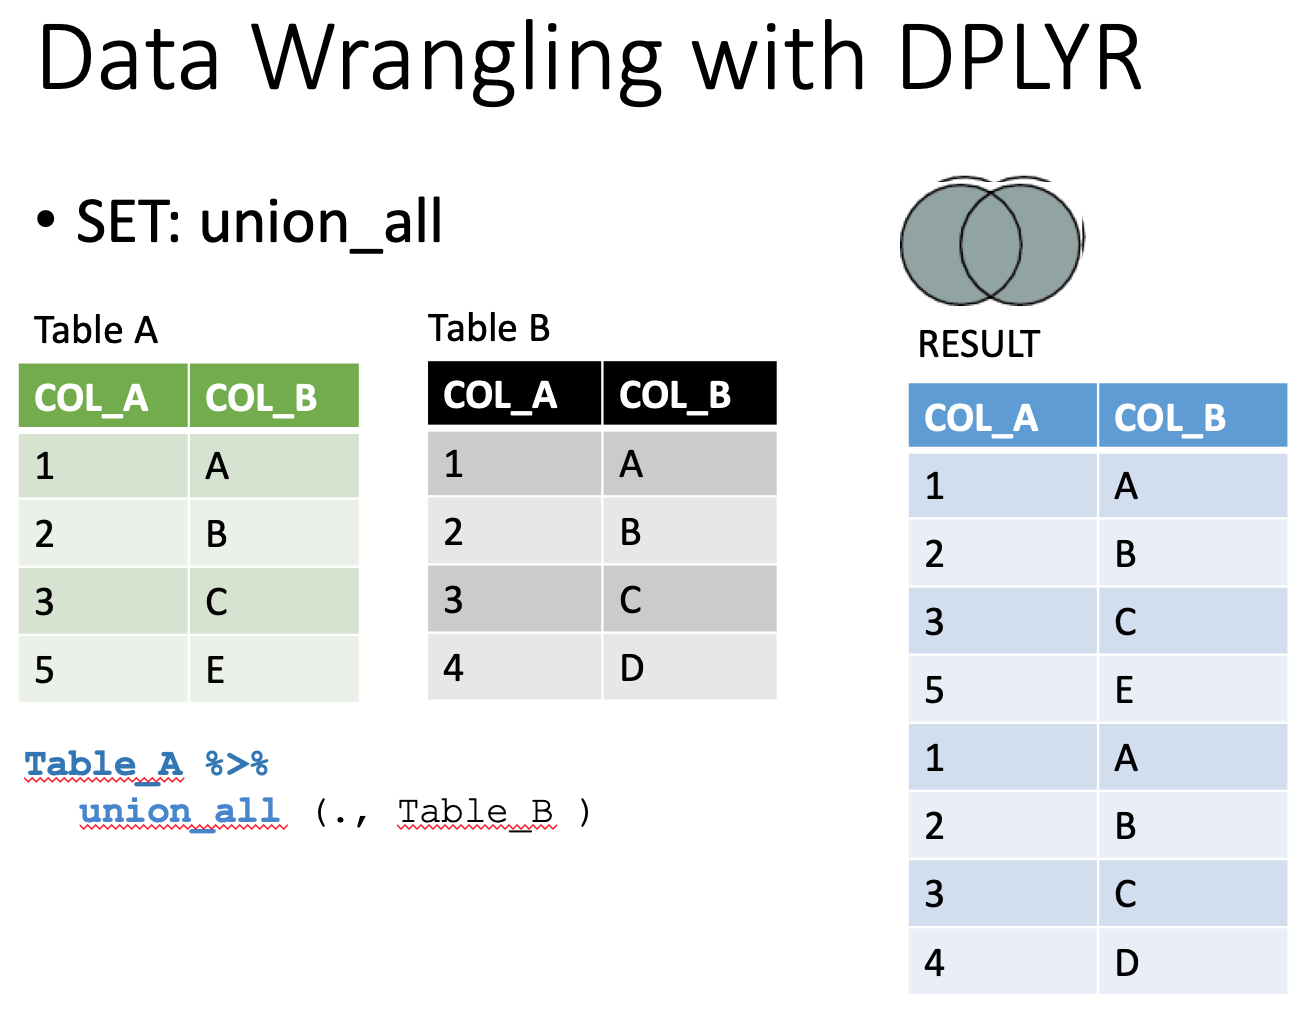 Data Wrangling with DPLYR
• SET: union_all
Table A
COL_A COL_B
1 A
2 B
3 C
5 E
Table B
COL_A COL_B
1 A
2 B
3 C
4 D
Table_A %>%
union_all (., Table_B )
RESULT
COL_A COL_B
1 A
2 B
3 C
5 E
1 A
2 B
3 C
4 D